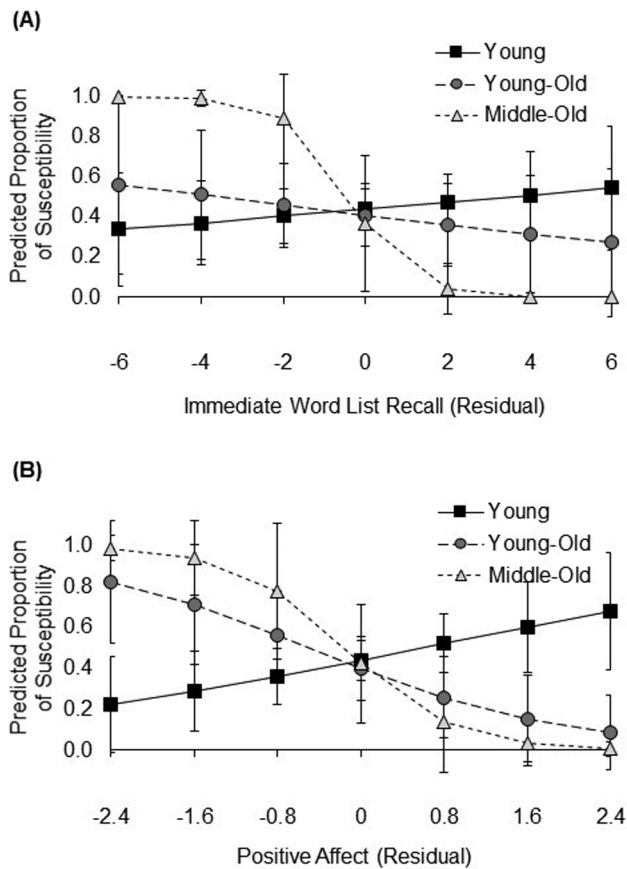 (A)
Young
Young-Old
Middle-Old
Predicted Proportion
of Susceptibility
1.0
0.8
0.6
0.4
0.2
0.0
-6 -4 -2 0 2 4 6
Immediate Word List Recall (Residual)
(B)
Young
Young-Old
Middle-Old
Predicted Proportion
of Susceptibility
1.0
0.8
0.6
0.4
0.2
0.0
-2.4 -1.6 -0.8 0 0.8 1.6 2.4
Positive Affect (Residual)